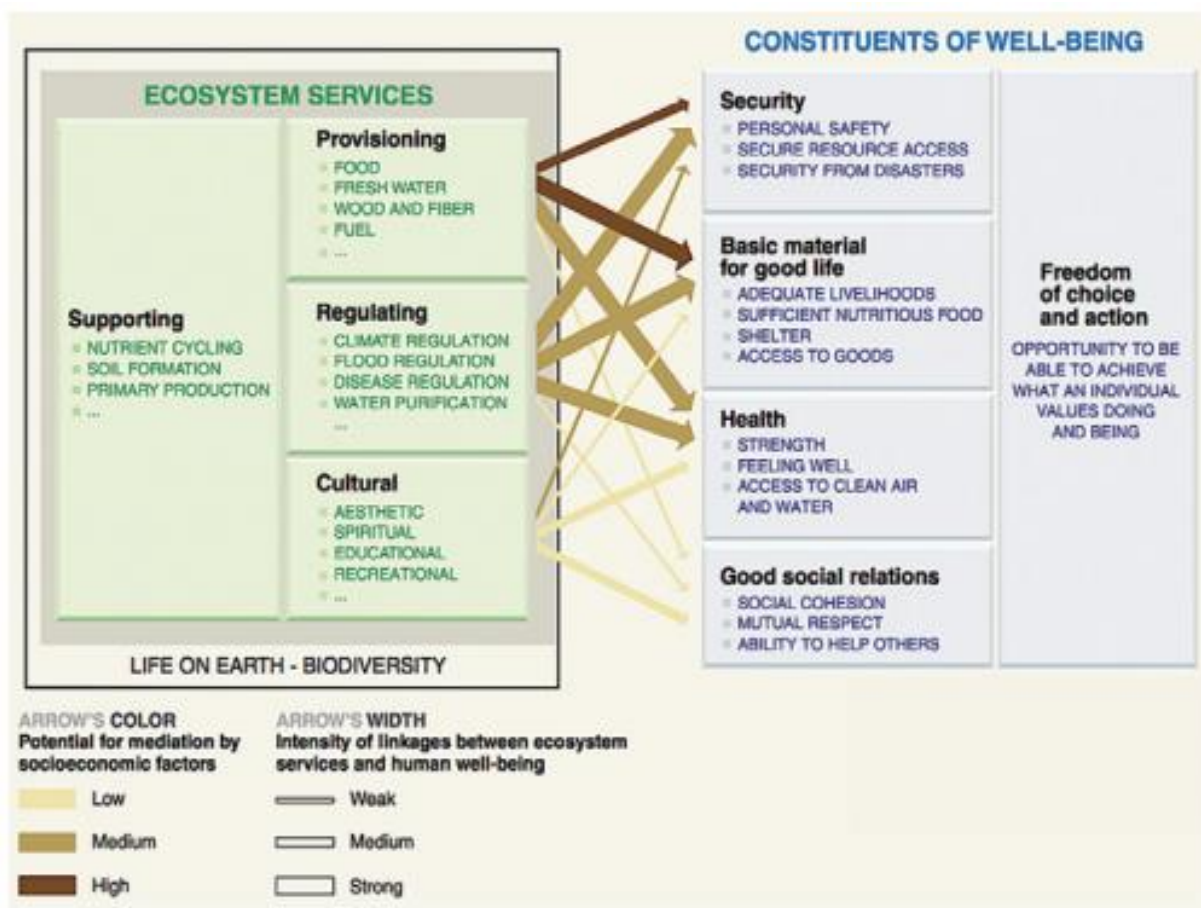 CONSTITUENTS OF WELL-BEING
ECOSYSTEM SERVICES
Supporting
NUTRIENT CYCLING
SOIL FORMATION
PRIMARY PRODUCTION
...
Provisioning
FOOD
FRESH WATER
WOOD AND FIBER
FUEL
...
Regulating
CLIMATE REGULATION
FLOOD REGULATION
DISEASE REGULATION
WATER PURIFICATION
...
Cultural
AESTHETIC
SPIRITUAL
EDUCATIONAL
RECREATIONAL
...
LIFE ON EARTH - BIODIVERSITY
Security
PERSONAL SAFETY
SECURE RESOURCE ACCESS
SECURITY FROM DISASTERS
Basic material
for good life
ADEQUATE LIVELIHOODS
SUFFICIENT NUTRITIOUS FOOD
SHELTER
ACCESS TO GOODS
Health
STRENGTH
FEELING WELL
ACCESS TO CLEAN AIR
AND WATER
Good social relations
SOCIAL COHESION
MUTUAL RESPECT
ABILITY TO HELP OTHERS
Freedom
of choice
and action
OPPORTUNITY TO BE
ABLE TO ACHIEVE
WHAT AN INDIVIDUAL
VALUES DOING
AND BEING
ARROW'S COLOR
Potential for mediation by
socioeconomic factors
Low
Medium
High
ARROW'S WIDTH
Intensity of linkages between ecosystem
services and human well-being
Weak
Medium
Strong